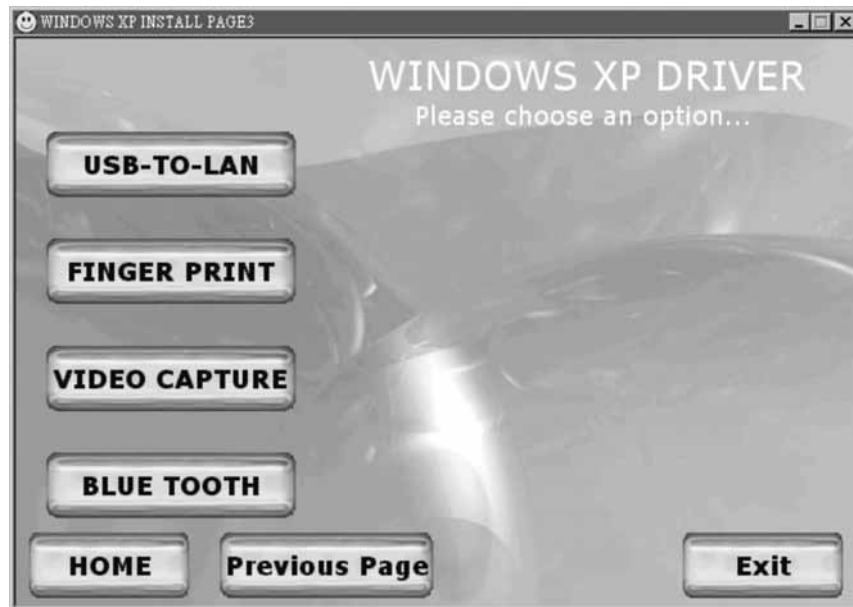 WINDOWS XP INSTALL PAGE3
WINDOWS XP DRIVER
Please choose an option...
USB-TO-LAN
FINGER PRINT
VIDEO CAPTURE
BLUE TOOTH
HOME
Previous Page
Exit